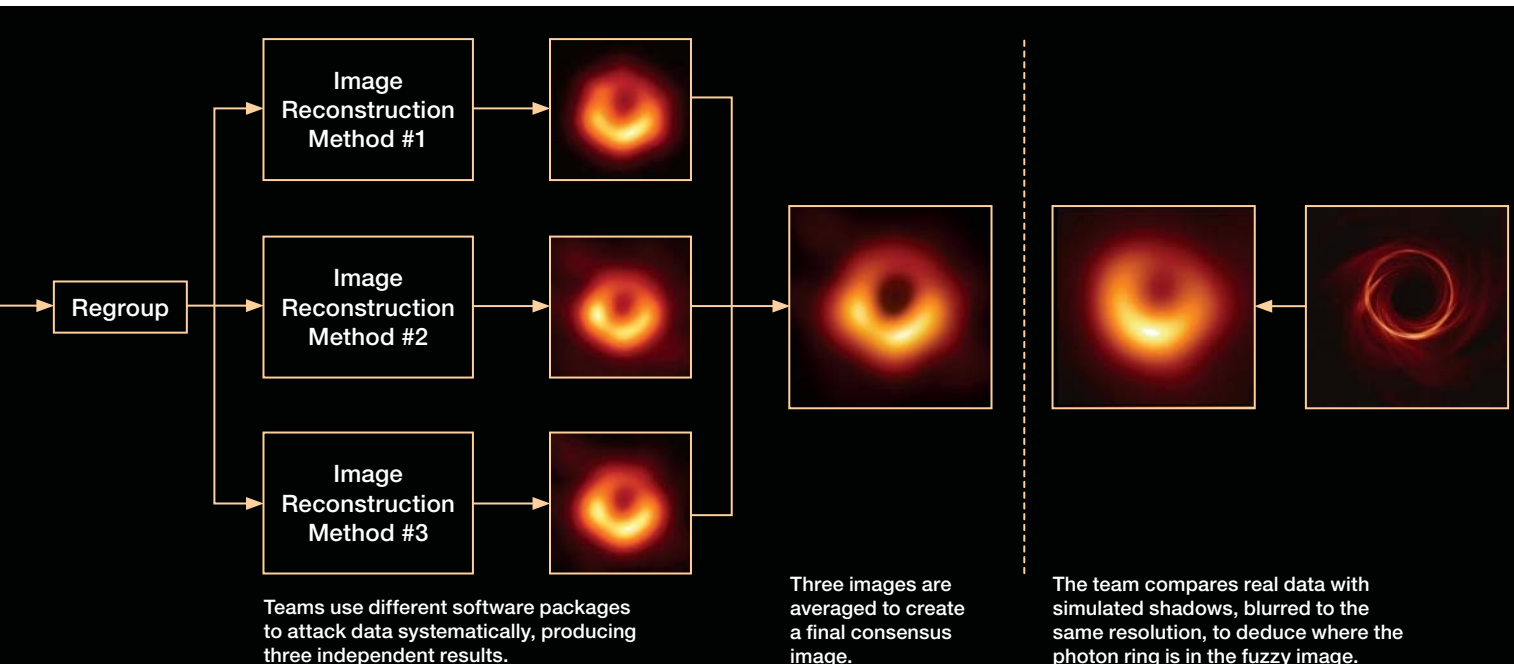 Regroup
Image
Reconstruction
Method #1
Image
Reconstruction
Method #2
Image
Reconstruction
Method #3
Teams use different software packages
to attack data systematically, producing
three independent results.
Three images are
averaged to create
a final consensus
image.
The team compares real data with
simulated shadows, blurred to the
same resolution, to deduce where the
photon ring is in the fuzzy image.